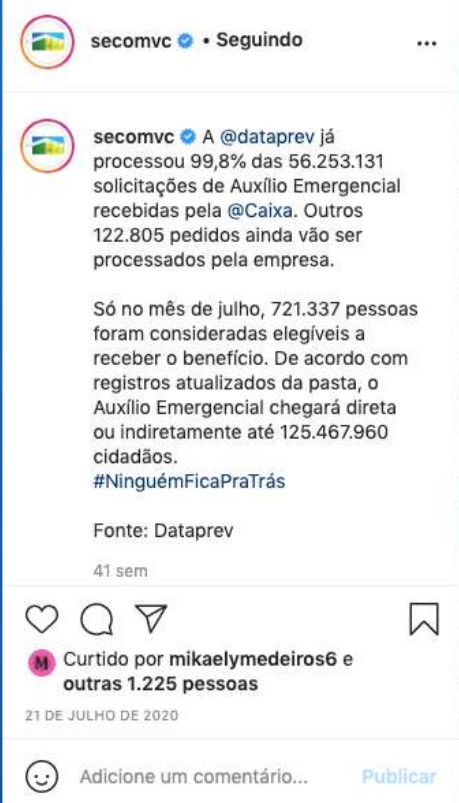 secomvc • Seguindo
secomvc A @dataprev já
processou 99,8% das 56.253.131
solicitações de Auxílio Emergencial
recebidas pela @Caixa. Outros
122.805 pedidos ainda vão ser
processados pela empresa.
Só no mês de julho, 721.337 pessoas
foram consideradas elegíveis a
receber o benefício. De acordo com
registros atualizados da pasta, o
Auxílio Emergencial chegará direta
ou indiretamente até 125.467.960
cidadãos.
#NinguémFicaPraTrás
Fonte: Dataprev
41 sem
M Curtido por mikaelymedeiros6 e
outras 1.225 pessoas
21 DE JULHO DE 2020
Adicione um comentário... Publicar